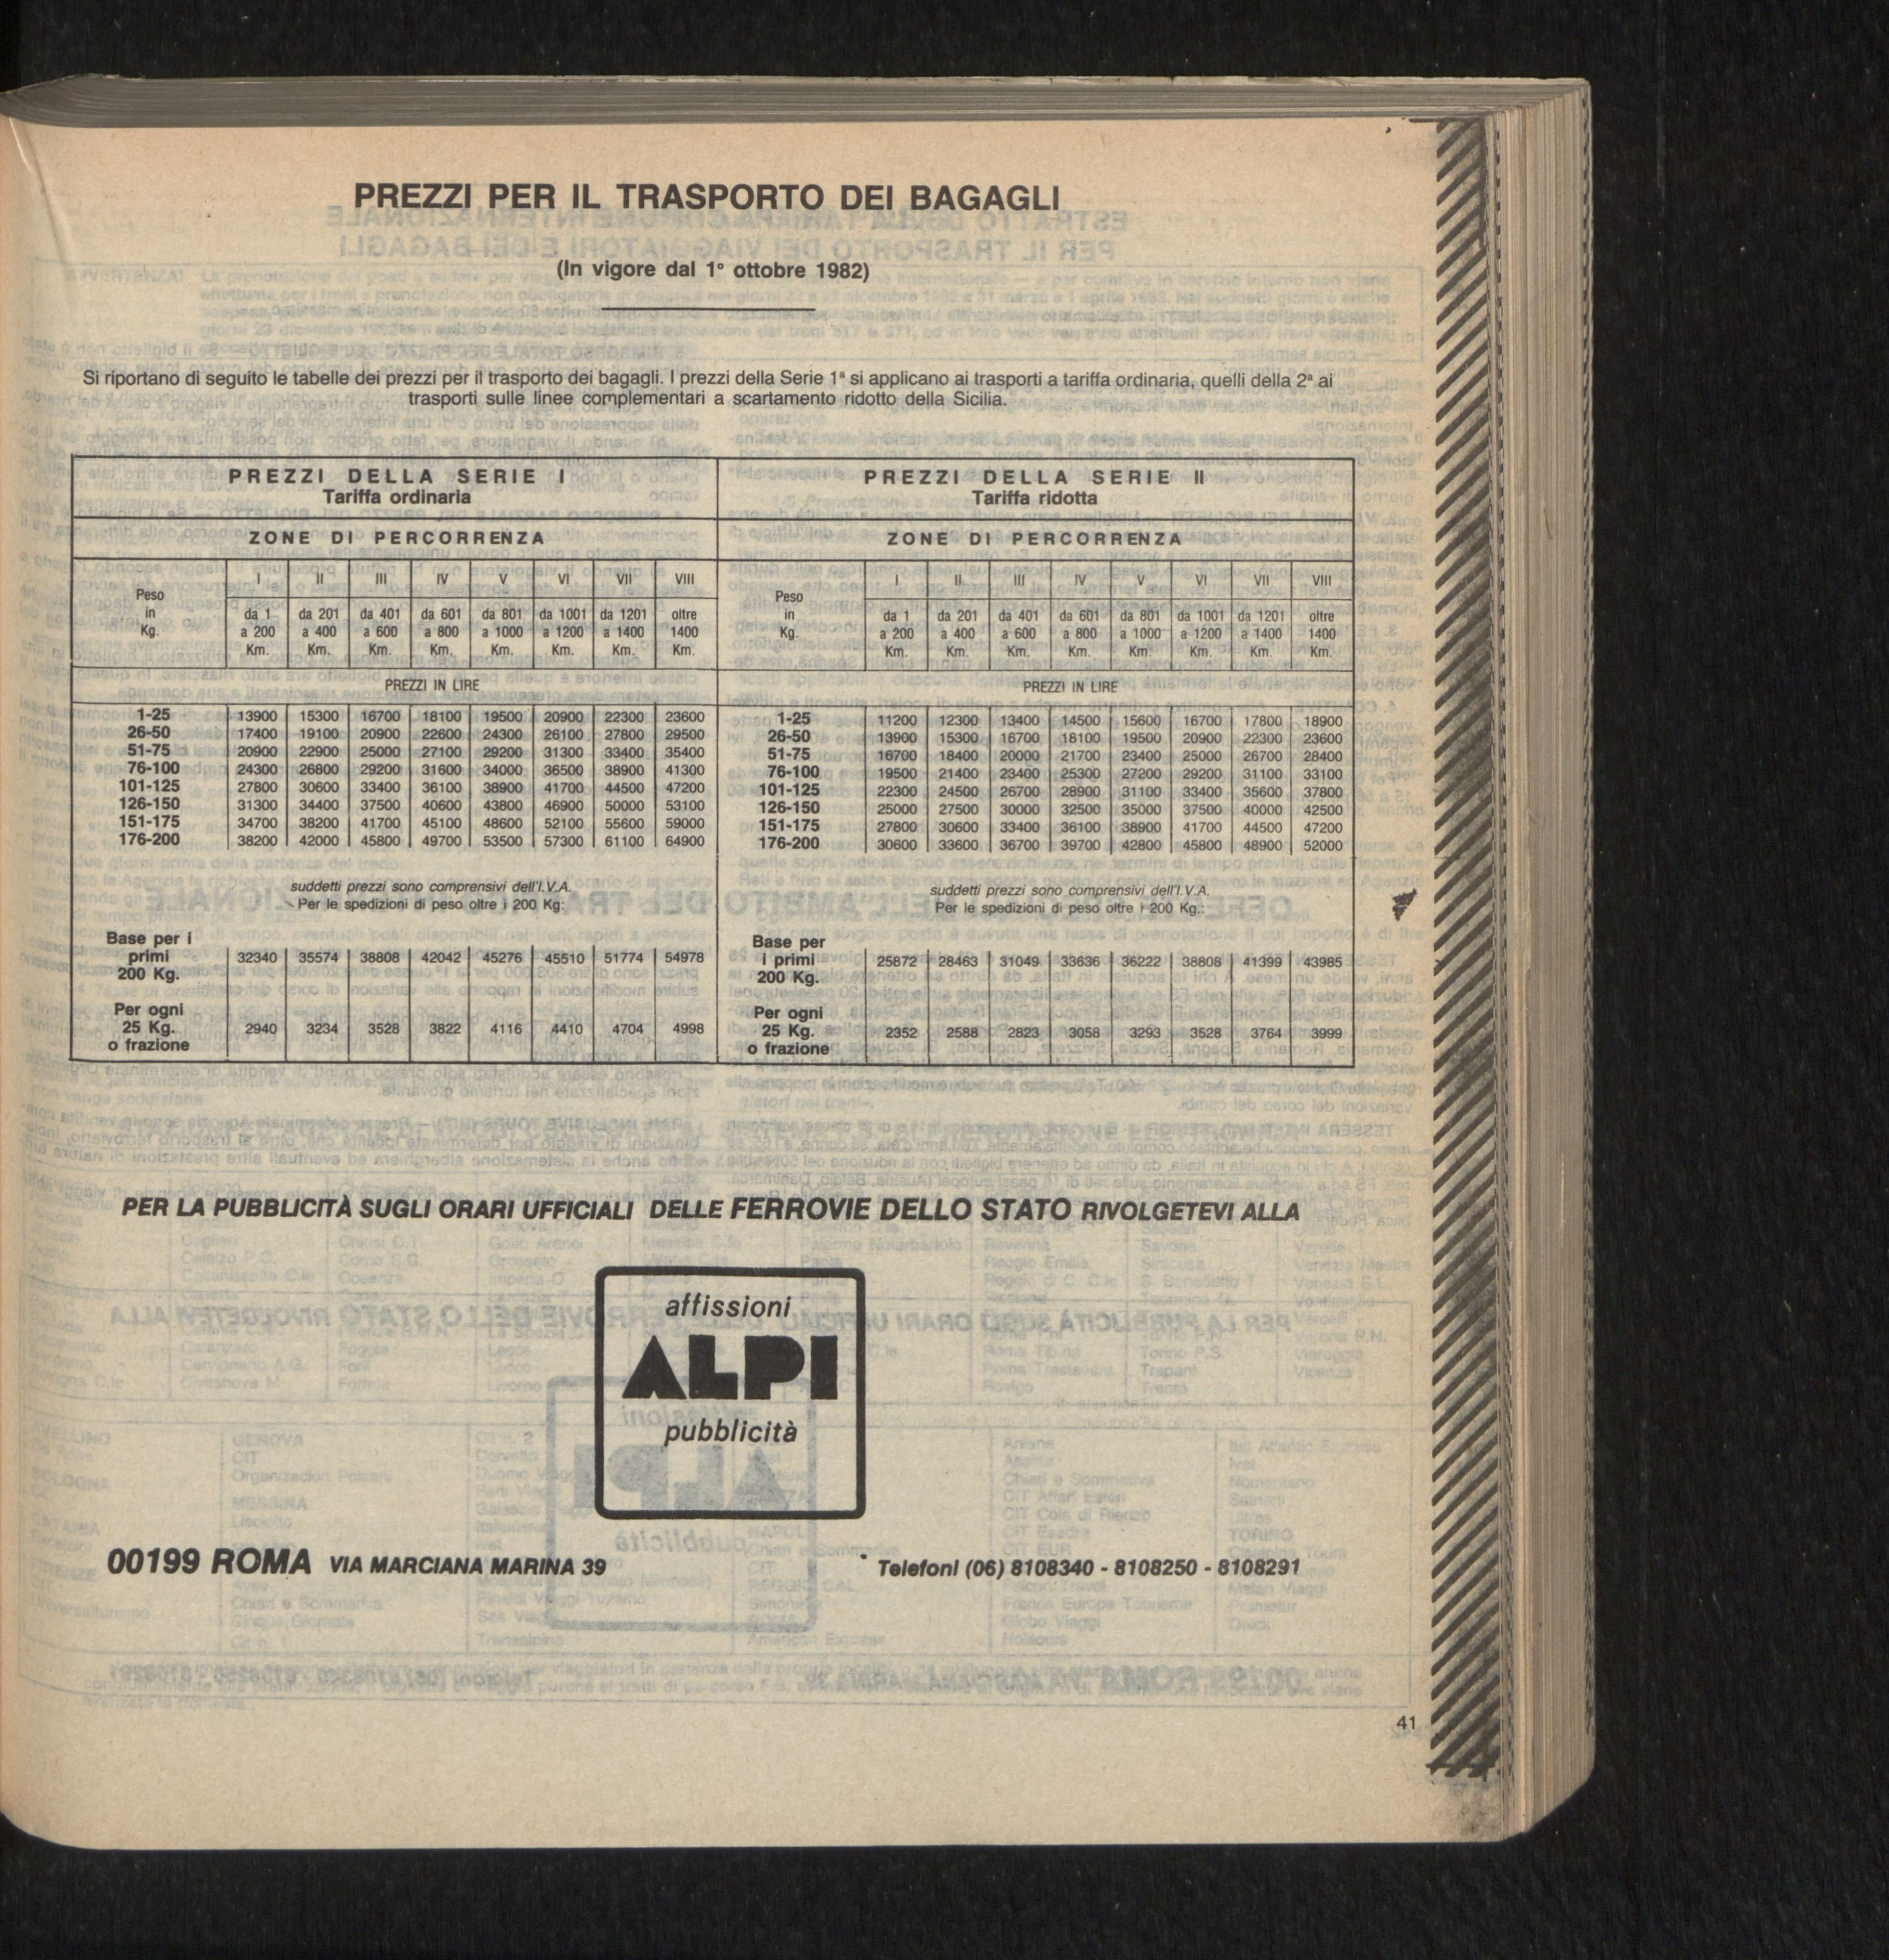 PREZZI PER IL TRASPORTO DEI BAGAGLI
(In vigore dal 1° ottobre 1982)
Si riportano di seguito le tabelle dei prezzi per il trasporto dei bagagli. I prezzi della Serie 1ª si applicano ai trasporti a tariffa ordinaria, quelli della 2ª ai
trasporti sulle linee complementari a scartamento ridotto della Sicilia.
PREZZI DELLA SERIE I
Tariffa ordinaria
ZONE DI PERCORRENZA
Peso in Kg. I II III IV V VI VII VIII
da 1 da 201 da 401 da 601 da 801 da 1001 da 1201 oltre
a 200 a 400 a 600 a 800 a 1000 a 1200 a 1400 1400
Km. Km. Km. Km. Km. Km. Km. Km.
PREZZI IN LIRE
1-25 13900 15300 16700 18100 19500 20900 22300 23600
26-50 17400 19100 20900 22600 24300 26100 27800 29500
51-75 20900 22900 25000 27100 29200 31300 33400 35400
76-100 24300 26800 29200 31600 34000 36500 38900 41300
101-125 27800 30600 33400 36100 38900 41700 44500 47200
126-150 31300 34400 37500 40600 43800 46900 50000 53100
151-175 34700 38200 41700 45100 48600 52100 55600 59000
176-200 38200 42000 45800 49700 53500 57300 61100 64900
suddetti prezzi sono comprensivi dell'I.V.A.
Per le spedizioni di peso oltre i 200 Kg:
Base per i
primi 32340 35574 38808 42042 45276 45510 51774 54978
200 Kg.
Per ogni
25 Kg. 2940 3234 3528 3822 4116 4410 4704 4998
o frazione
PREZZI DELLA SERIE II
Tariffa ridotta
ZONE DI PERCORRENZA
Peso in Kg. I II III IV V VI VII VIII
da 1 da 201 da 401 da 601 da 801 da 1001 da 1201 oltre
a 200 a 400 a 600 a 800 a 1000 a 1200 a 1400 1400
Km. Km. Km. Km. Km. Km. Km. Km.
PREZZI IN LIRE
1-25 11200 12300 13400 14500 15600 16700 17800 18900
26-50 13900 15300 16700 18100 19500 20900 22300 23600
51-75 16700 18400 20000 21700 23400 25000 26700 28400
76-100 19500 21400 23400 25300 27200 29200 31100 33100
101-125 22300 24500 26700 28900 31100 33400 35600 37800
126-150 25000 27500 30000 32500 35000 37500 40000 42500
151-175 27800 30600 33400 36100 38900 41700 44500 47200
176-200 30600 33600 36700 39700 42800 45800 48900 52000
suddetti prezzi sono comprensivi dell'I.V.A.
Per le spedizioni di peso oltre i 200 Kg.:
Base per
i primi 25872 28463 31049 33636 36222 38808 41399 43985
200 Kg.
Per ogni
25 Kg. 2352 2588 2823 3058 3293 3528 3764 3999
o frazione
PER LA PUBBLICITÀ SUGLI ORARI UFFICIALI DELLE FERROVIE DELLO STATO RIVOLGETEVI ALLA
affissioni
ALPI
pubblicità
00199 ROMA VIA MARCIANA MARINA 39 Telefoni (06) 8108340 - 8108250 - 8108291
41